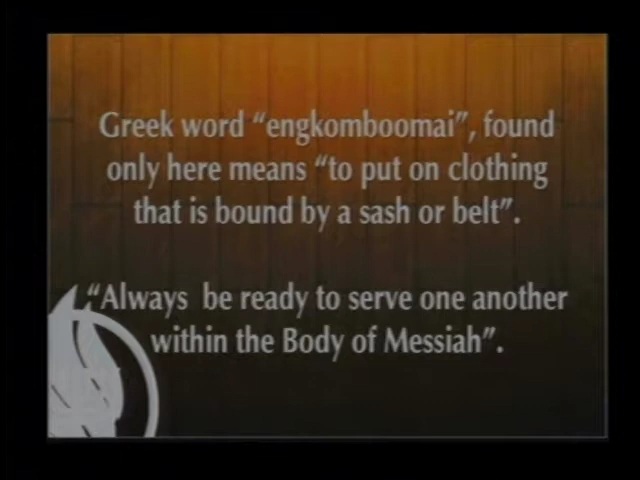 Greek word “engkomboomai”, found
only here means “to put on clothing
that is bound by a sash or belt”.
“Always be ready to serve one another
within the Body of Messiah”.